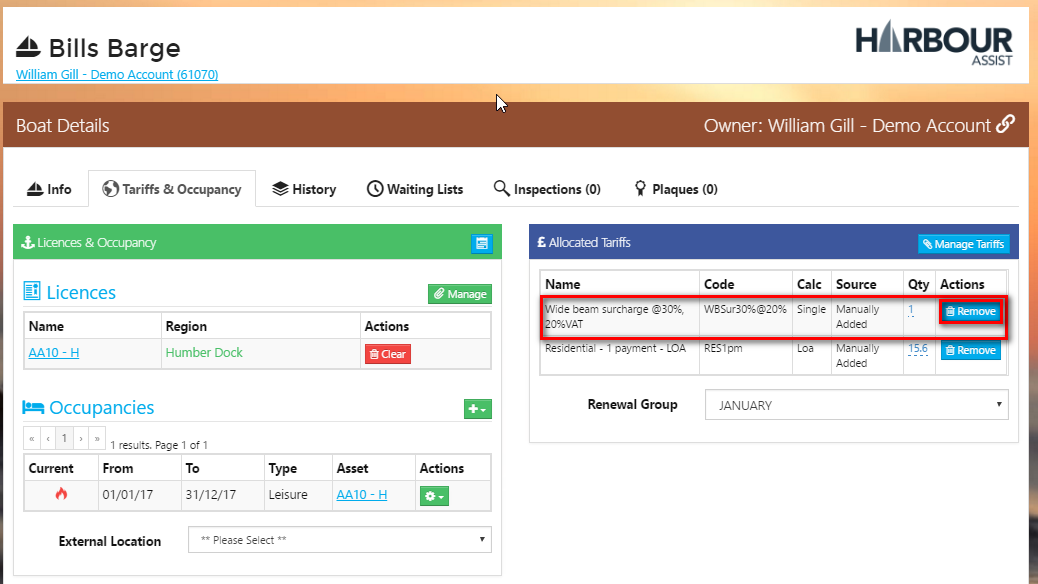 Bills Barge
William Gill - Demo Account (61070)
HARBOUR
ASSIST
Boat Details
Owner: William Gill - Demo Account
Info
Tariffs & Occupancy
History
Waiting Lists
Inspections (0)
Plaques (0)
Licences & Occupancy
Licences
Manage
Name Region Actions
AA10 - H Humber Dock Clear
Occupancies
« ‹ 1 › » 1 results. Page 1 of 1
Current From To Type Asset Actions
01/01/17 31/12/17 Leisure AA10 - H
External Location ** Please Select **
£ Allocated Tariffs
Manage Tariffs
Name Code Calc Source Qty Actions
Wide beam surcharge @30%, WBSur30%@20% Single Manually 1 Remove
20%VAT Added
Residential - 1 payment - LOA RES1pm Loa Manually 15.6 Remove
Added
Renewal Group JANUARY